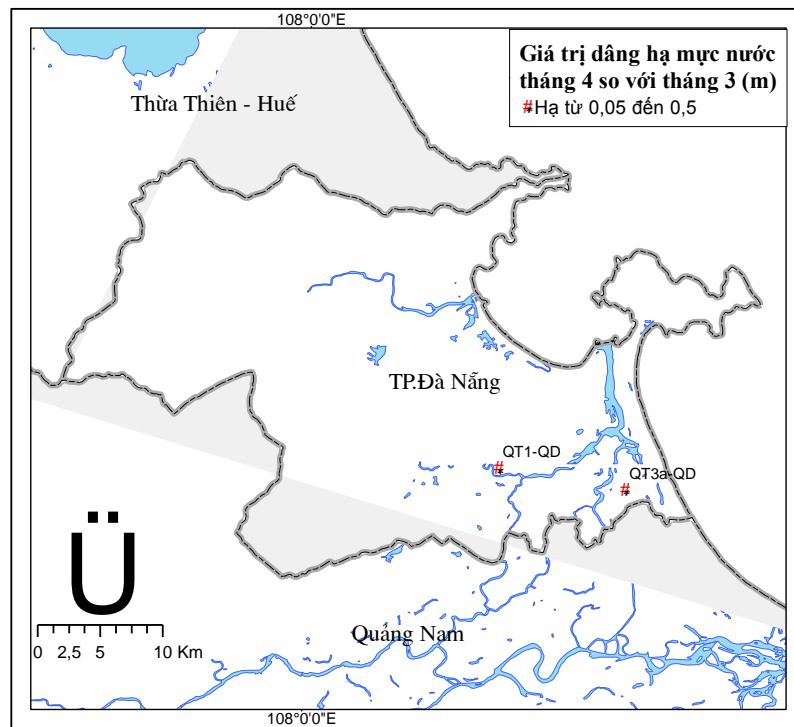 108°0'0"E
Giá trị dâng hạ mực nước
tháng 4 so với tháng 3 (m)
#Hạ từ 0,05 đến 0,5
Thừa Thiên - Huế
TP.Đà Nẵng
QT1-QD
#
QT3a-QD
#
Ü
0 2,5 5 10 Km
Quảng Nam
108°0'0"E